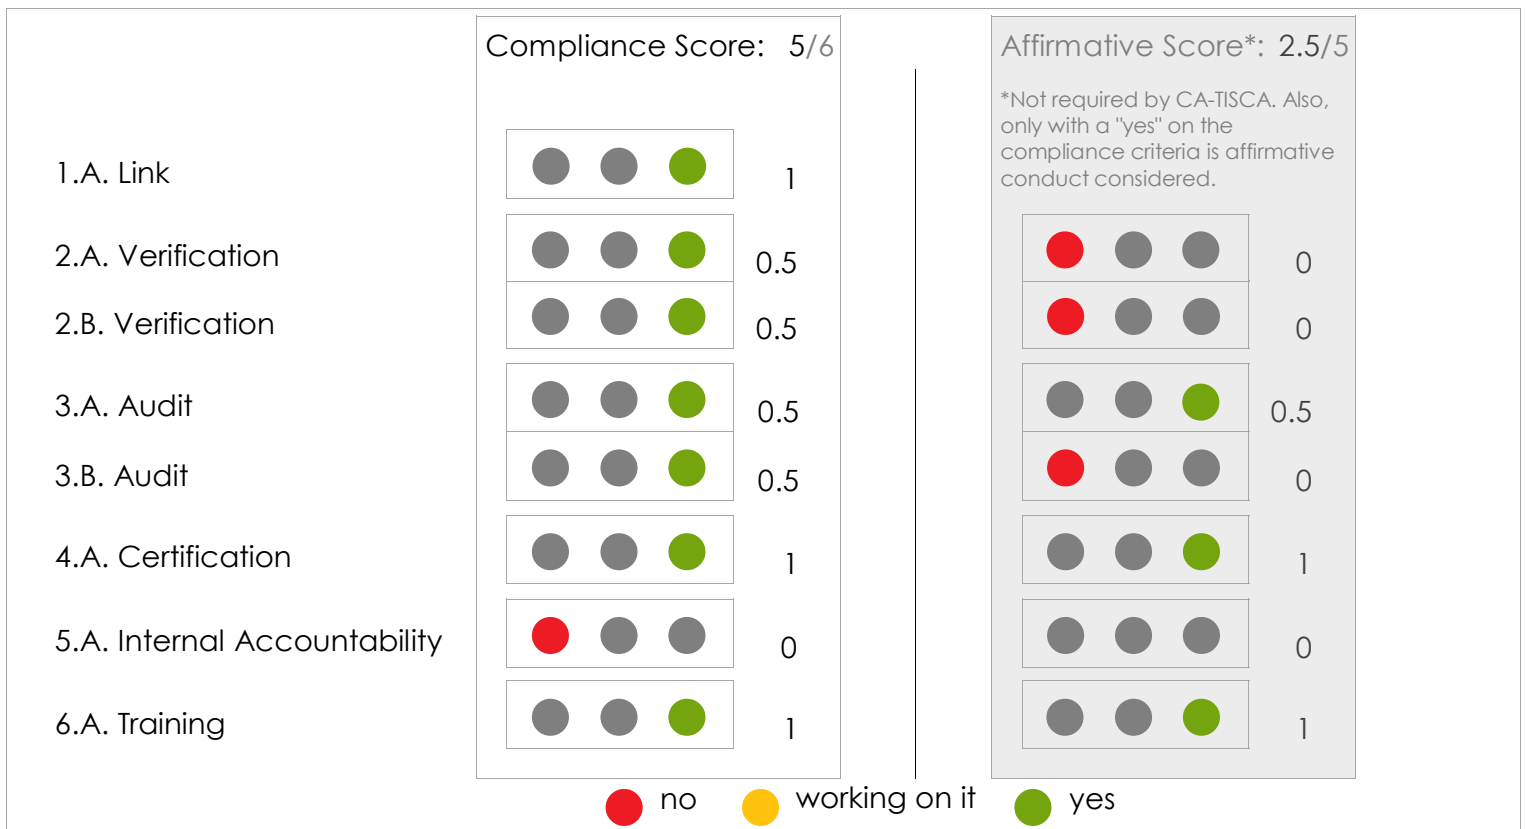 Compliance Score: 5/6
Affirmative Score*: 2.5/5
*Not required by CA-TISCA. Also,
only with a "yes" on the
compliance criteria is affirmative
conduct considered.
1.A. Link 1
2.A. Verification 0.5 0
2.B. Verification 0.5 0
3.A. Audit 0.5 0.5
3.B. Audit 0.5 0
4.A. Certification 1 1
5.A. Internal Accountability 0 0
6.A. Training 1 1
no working on it yes